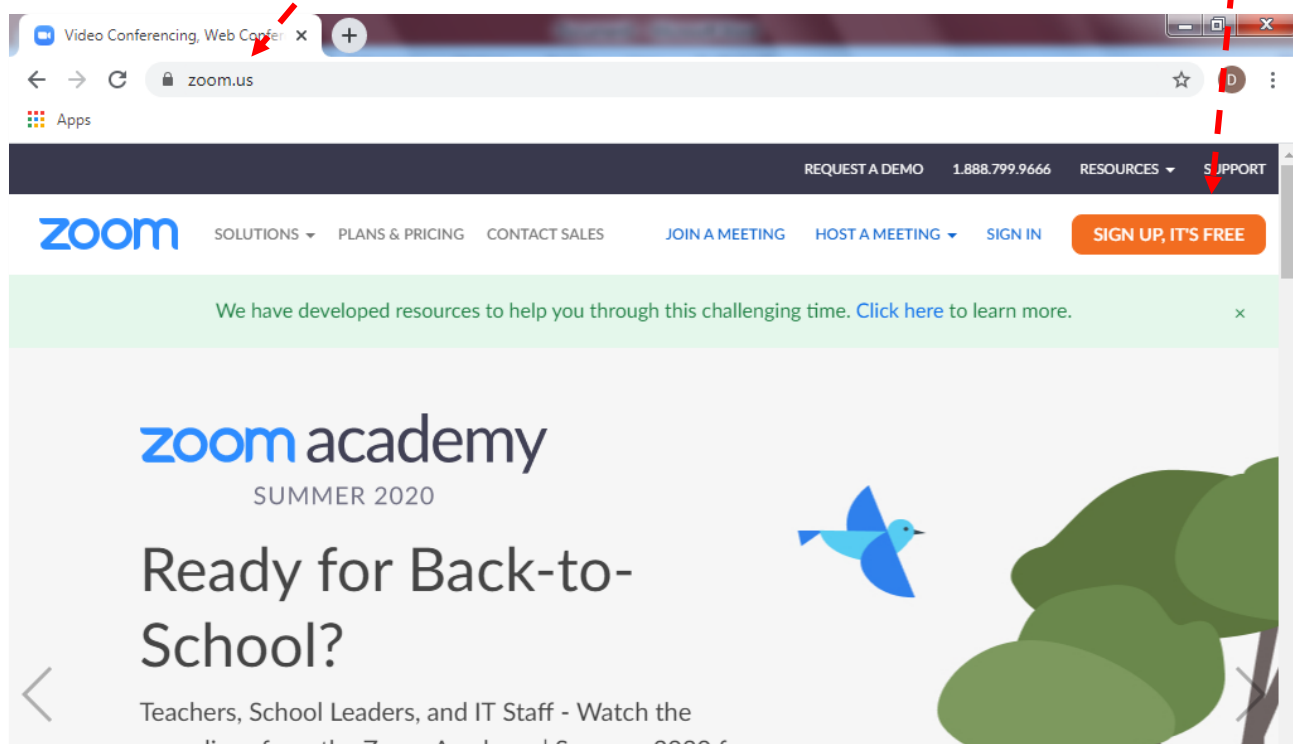 Video Conferencing, Web Confer
zoom.us
D
Apps
REQUEST A DEMO 1.888.799.9666 RESOURCES SUPPORT
zoom SOLUTIONS PLANS & PRICING CONTACT SALES JOIN A MEETING HOST A MEETING SIGN IN SIGN UP, IT'S FREE
We have developed resources to help you through this challenging time. Click here to learn more. ×
zoom academy
SUMMER 2020
Ready for Back-to-
School?
Teachers, School Leaders, and IT Staff - Watch the